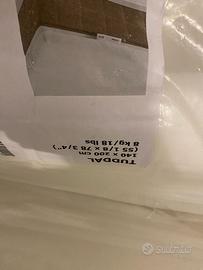 TUDDAL
140 x 200 cm
(55 1/8 x 78 3/4")
8 kg/18 lbs
SUBITO